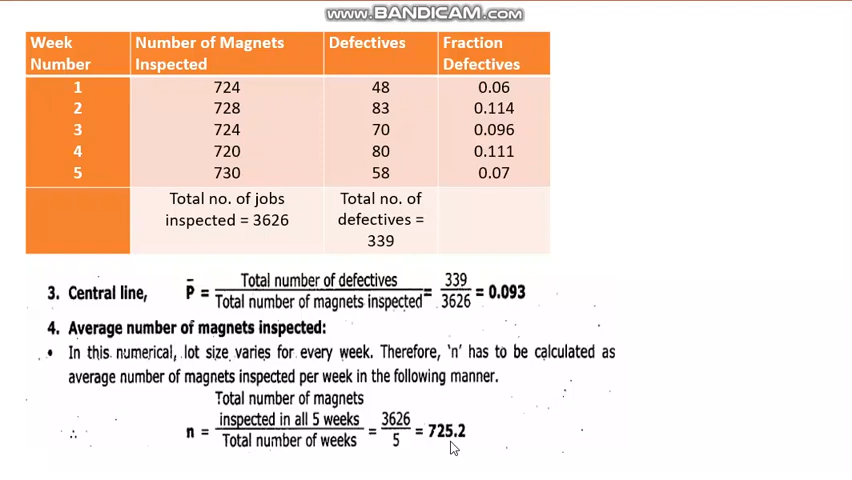 www.BANDICAM.com
Week Number Number of Magnets Inspected Defectives Fraction Defectives
1 724 48 0.06
2 728 83 0.114
3 724 70 0.096
4 720 80 0.111
5 730 58 0.07
Total no. of jobs inspected = 3626 Total no. of defectives = 339
3. Central line, P̄ = Total number of defectives / Total number of magnets inspected = 339 / 3626 = 0.093
4. Average number of magnets inspected:
• In this numerical, lot size varies for every week. Therefore, 'n' has to be calculated as
average number of magnets inspected per week in the following manner.
Total number of magnets
∴ n = inspected in all 5 weeks / Total number of weeks = 3626 / 5 = 725.2